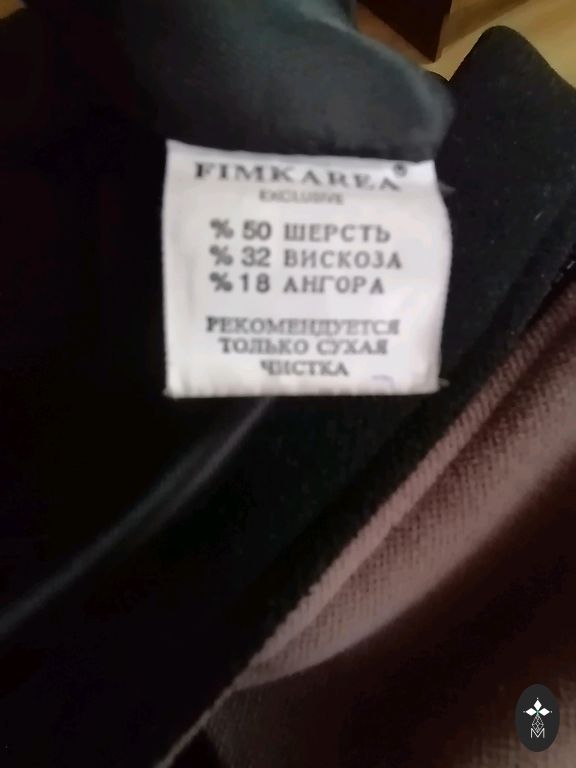 FIMKAREA®
EXCLUSIVE
% 50 ШЕРСТЬ
% 32 ВИСКОЗА
% 18 АНГОРА
РЕКОМЕНДУЕТСЯ
ТОЛЬКО СУХАЯ
ЧИСТКА
M